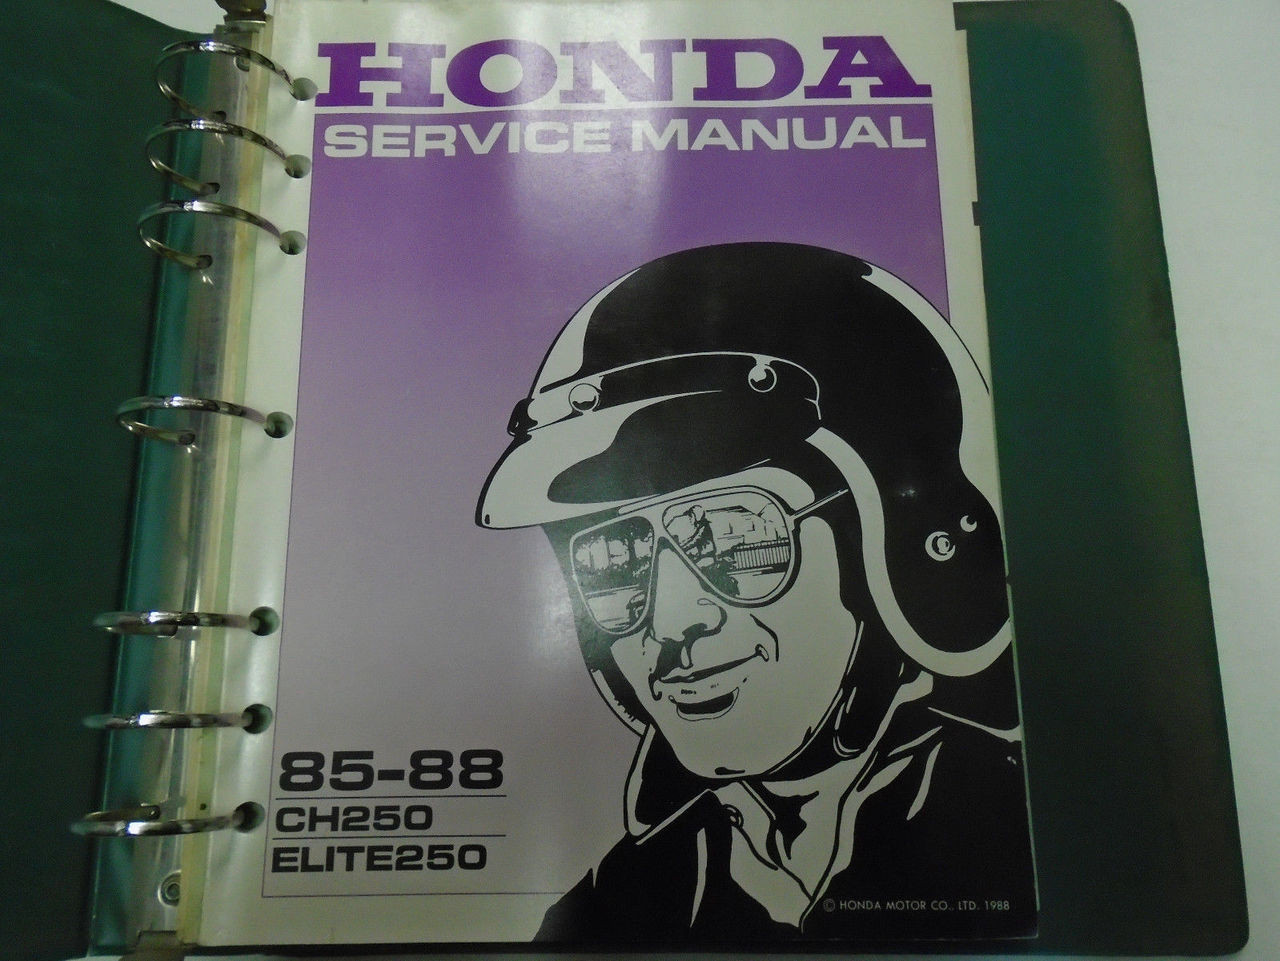 HONDA
SERVICE MANUAL
85-88
CH250
ELITE250
© HONDA MOTOR CO., LTD. 1988